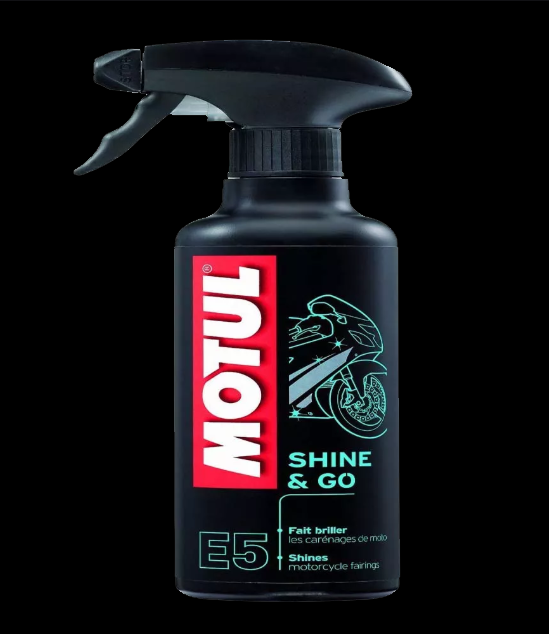 MOTUL®
SHINE
& GO
E5
Fait briller
les carénages de moto
Shines
motorcycle fairings